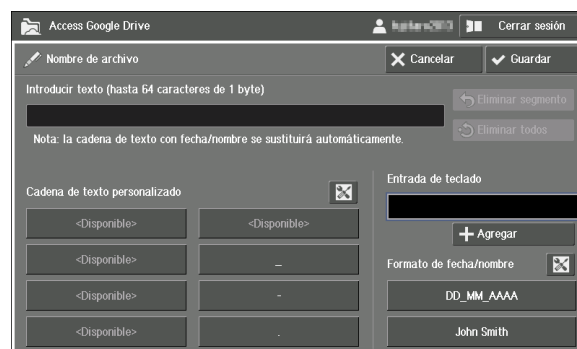 Access Google Drive
Cerrar sesión
Nombre de archivo
Cancelar
Guardar
Introducir texto (hasta 64 caracteres de 1 byte)
Eliminar segmento
Eliminar todos
Nota: la cadena de texto con fecha/nombre se sustituirá automáticamente.
Entrada de teclado
Cadena de texto personalizado
<Disponible>
<Disponible>
Agregar
<Disponible>
_
Formato de fecha/nombre
<Disponible>
-
DD_MM_AAAA
<Disponible>
.
John Smith